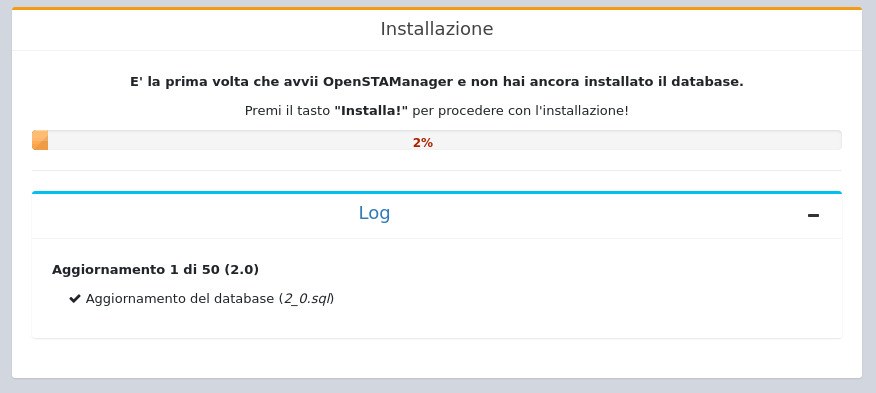 Installazione
E' la prima volta che avvii OpenSTAManager e non hai ancora installato il database.
Premi il tasto "Installa!" per procedere con l'installazione!
2%
Log
Aggiornamento 1 di 50 (2.0)
Aggiornamento del database (2_0.sql)